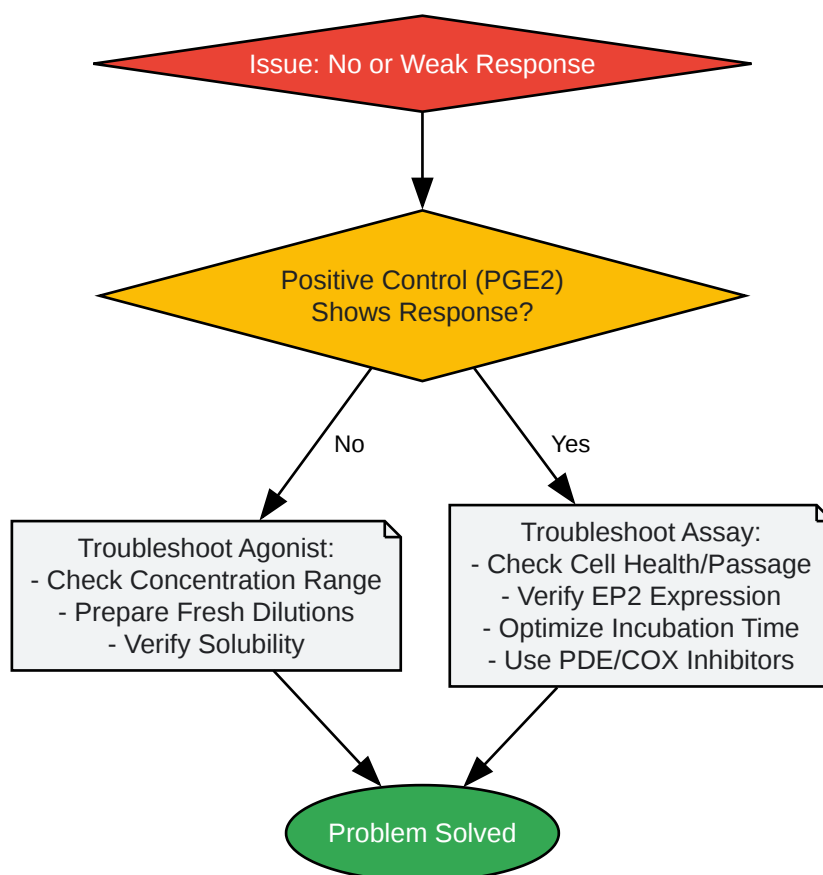 Issue: No or Weak Response
Positive Control (PGE2)
Shows Response?
No
Yes
Troubleshoot Agonist:
- Check Concentration Range
- Prepare Fresh Dilutions
- Verify Solubility
Troubleshoot Assay:
- Check Cell Health/Passage
- Verify EP2 Expression
- Optimize Incubation Time
- Use PDE/COX Inhibitors
Problem Solved